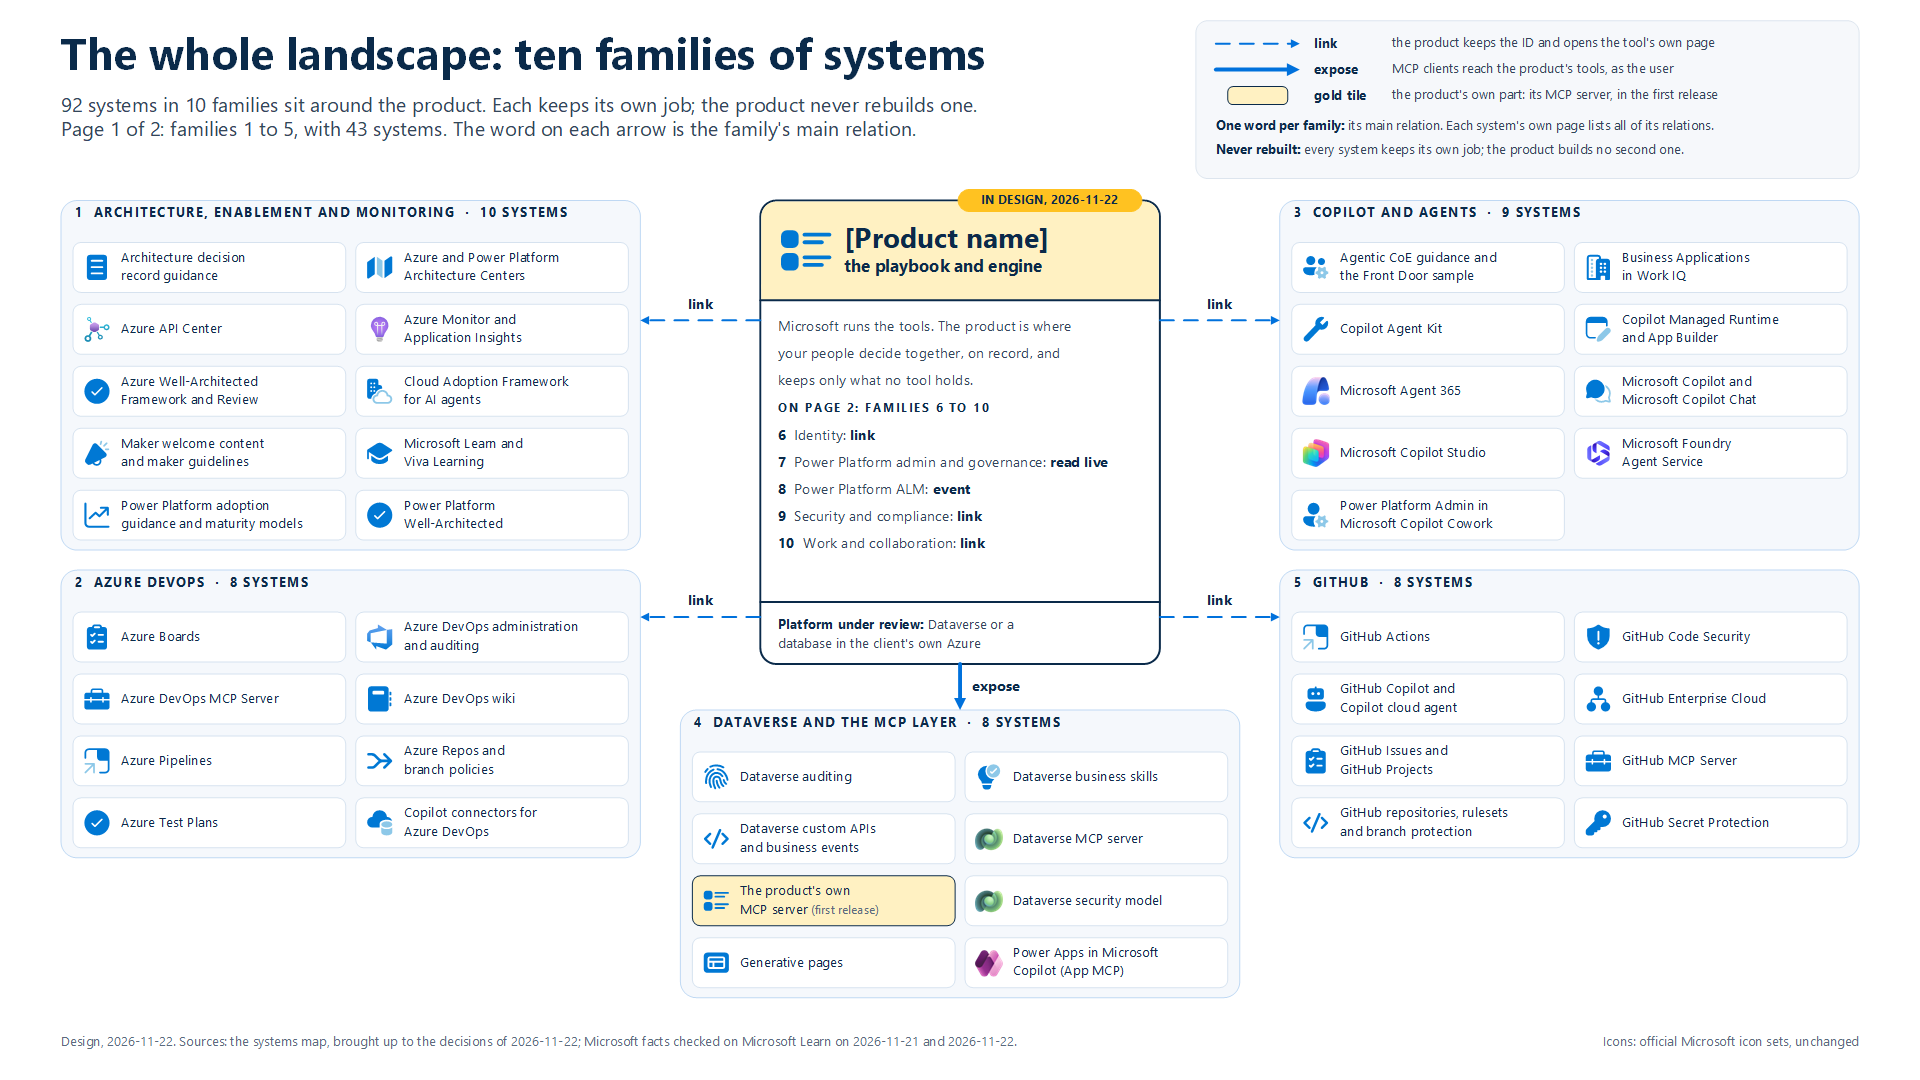 The whole landscape: ten families of systems
92 systems in 10 families sit around the product. Each keeps its own job; the product never rebuilds one.
Page 1 of 2: families 1 to 5, with 43 systems. The word on each arrow is the family's main relation.
link the product keeps the ID and opens the tool's own page
expose MCP clients reach the product's tools, as the user
gold tile the product's own part: its MCP server, in the first release
One word per family: its main relation. Each system's own page lists all of its relations.
Never rebuilt: every system keeps its own job; the product builds no second one.
1 ARCHITECTURE, ENABLEMENT AND MONITORING · 10 SYSTEMS
Architecture decision
record guidance
Azure and Power Platform
Architecture Centers
Azure API Center
Azure Monitor and
Application Insights
Azure Well-Architected
Framework and Review
Cloud Adoption Framework
for AI agents
Maker welcome content
and maker guidelines
Microsoft Learn and
Viva Learning
Power Platform adoption
guidance and maturity models
Power Platform
Well-Architected
link
2 AZURE DEVOPS · 8 SYSTEMS
Azure Boards
Azure DevOps administration
and auditing
Azure DevOps MCP Server
Azure DevOps wiki
Azure Pipelines
Azure Repos and
branch policies
Azure Test Plans
Copilot connectors for
Azure DevOps
link
IN DESIGN, 2026-11-22
[Product name]
the playbook and engine
Microsoft runs the tools. The product is where
your people decide together, on record, and
keeps only what no tool holds.
ON PAGE 2: FAMILIES 6 TO 10
6 Identity: link
7 Power Platform admin and governance: read live
8 Power Platform ALM: event
9 Security and compliance: link
10 Work and collaboration: link
Platform under review: Dataverse or a
database in the client's own Azure
expose
link
3 COPILOT AND AGENTS · 9 SYSTEMS
Agentic CoE guidance and
the Front Door sample
Business Applications
in Work IQ
Copilot Agent Kit
Copilot Managed Runtime
and App Builder
Microsoft Agent 365
Microsoft Copilot and
Microsoft Copilot Chat
Microsoft Copilot Studio
Microsoft Foundry
Agent Service
Power Platform Admin in
Microsoft Copilot Cowork
link
5 GITHUB · 8 SYSTEMS
GitHub Actions
GitHub Code Security
GitHub Copilot and
Copilot cloud agent
GitHub Enterprise Cloud
GitHub Issues and
GitHub Projects
GitHub MCP Server
GitHub repositories, rulesets
and branch protection
GitHub Secret Protection
4 DATAVERSE AND THE MCP LAYER · 8 SYSTEMS
Dataverse auditing
Dataverse business skills
Dataverse custom APIs
and business events
Dataverse MCP server
The product's own
MCP server (first release)
Dataverse security model
Generative pages
Power Apps in Microsoft
Copilot (App MCP)
Design, 2026-11-22. Sources: the systems map, brought up to the decisions of 2026-11-22; Microsoft facts checked on Microsoft Learn on 2026-11-21 and 2026-11-22.
Icons: official Microsoft icon sets, unchanged